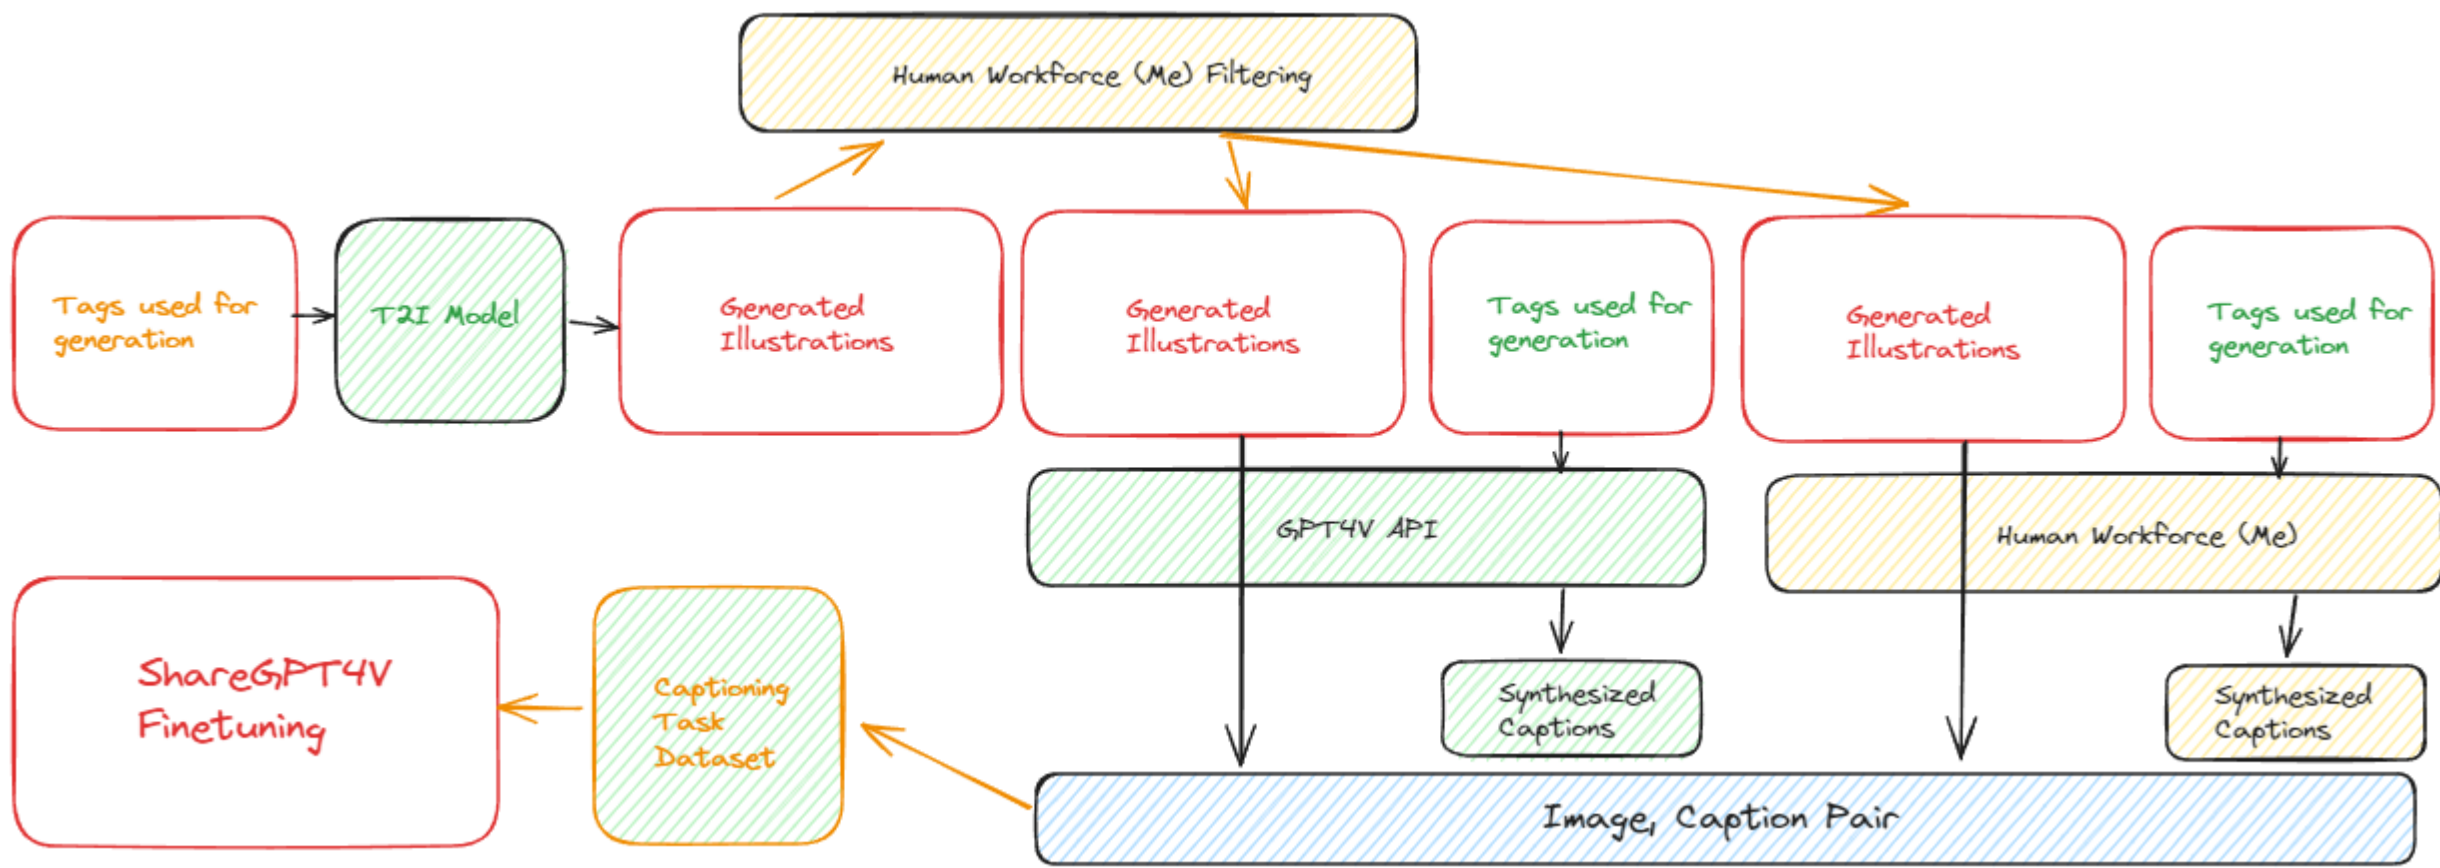 Human Workforce (Me) Filtering
Tags used for
generation
T2I Model
Generated
Illustrations
Generated
Illustrations
Tags used for
generation
Generated
Illustrations
Tags used for
generation
GPT4V API
Human Workforce (Me)
ShareGPT4V
Finetuning
Captioning
Task
Dataset
Synthesized
Captions
Synthesized
Captions
Image, Caption Pair